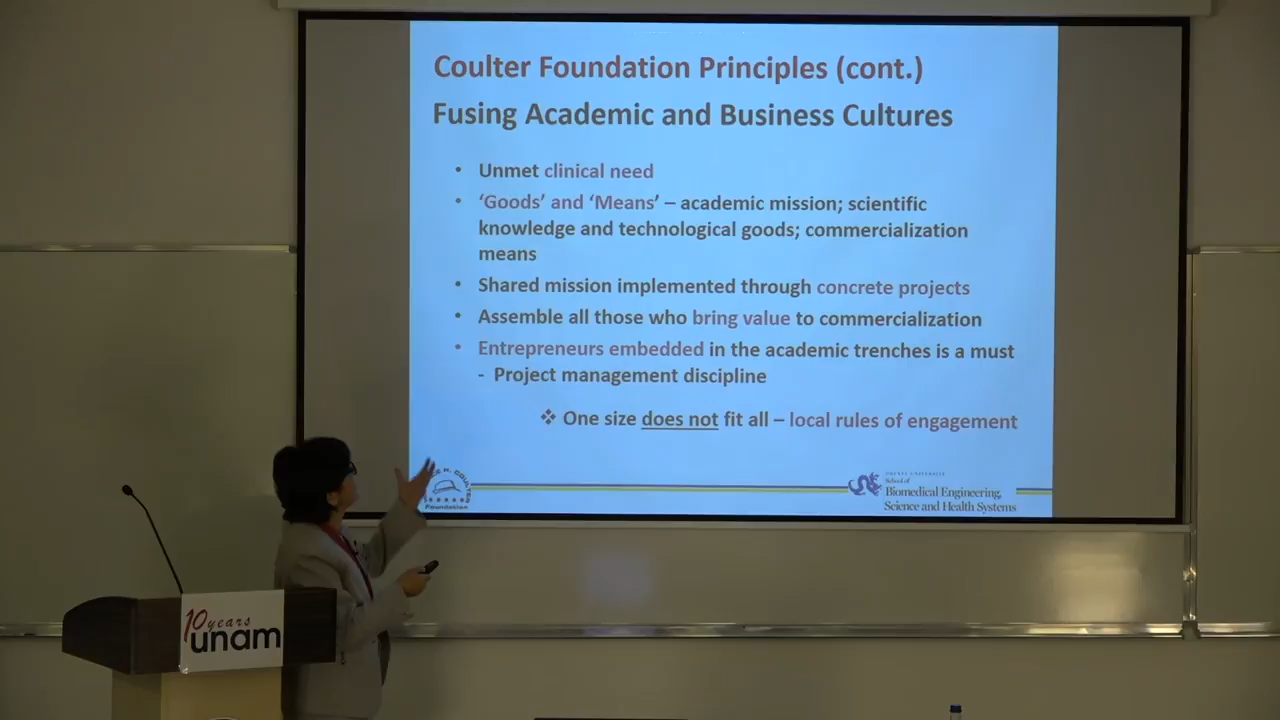 Coulter Foundation Principles (cont.)
Fusing Academic and Business Cultures
• Unmet clinical need
• ‘Goods’ and ‘Means’ – academic mission; scientific
knowledge and technological goods; commercialization
means
• Shared mission implemented through concrete projects
• Assemble all those who bring value to commercialization
• Entrepreneurs embedded in the academic trenches is a must
- Project management discipline
❖ One size does not fit all – local rules of engagement
H. COULTER
Foundation
DREXEL UNIVERSITY
School of
Biomedical Engineering,
Science and Health Systems
10 years
unam